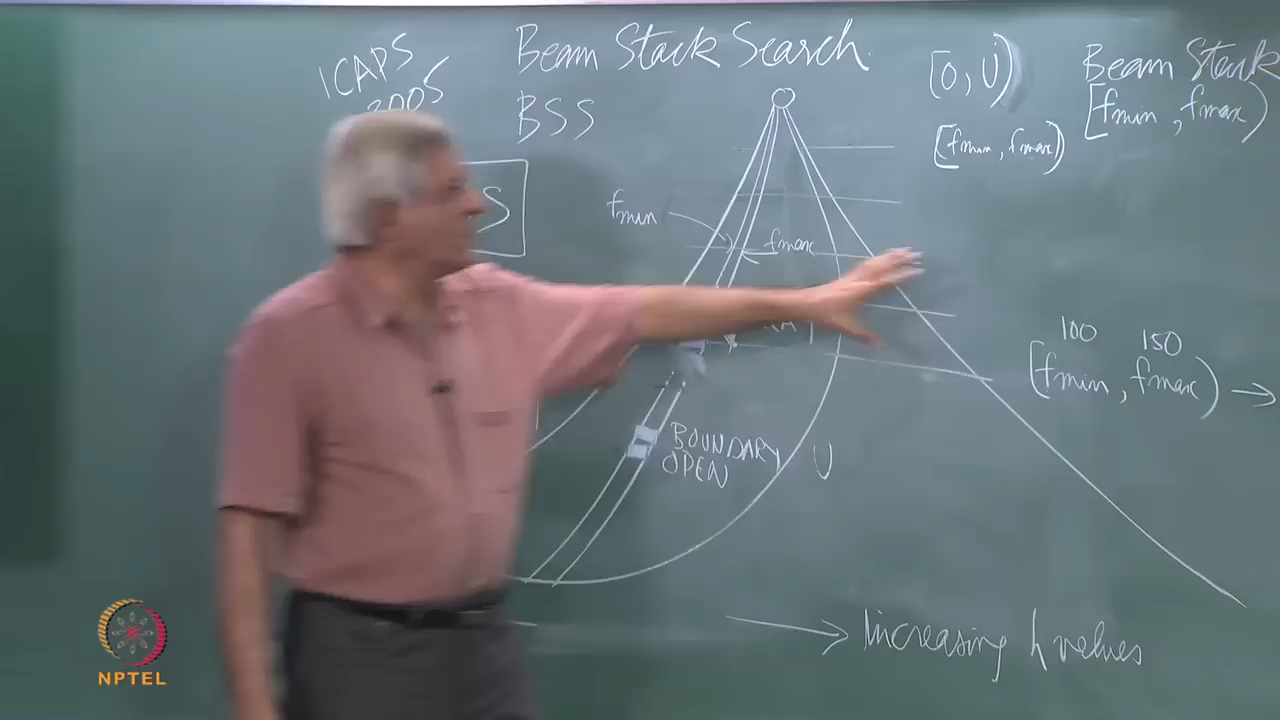 ICAPS
2005
Beam Stack Search.
BSS
S
[0, U)
[fmin, fmax)
Beam Stack
[fmin, fmax)
fmin
fmax
BOUNDARY
OPEN
U
100 150
[fmin, fmax) →
→ Increasing h values
NPTEL